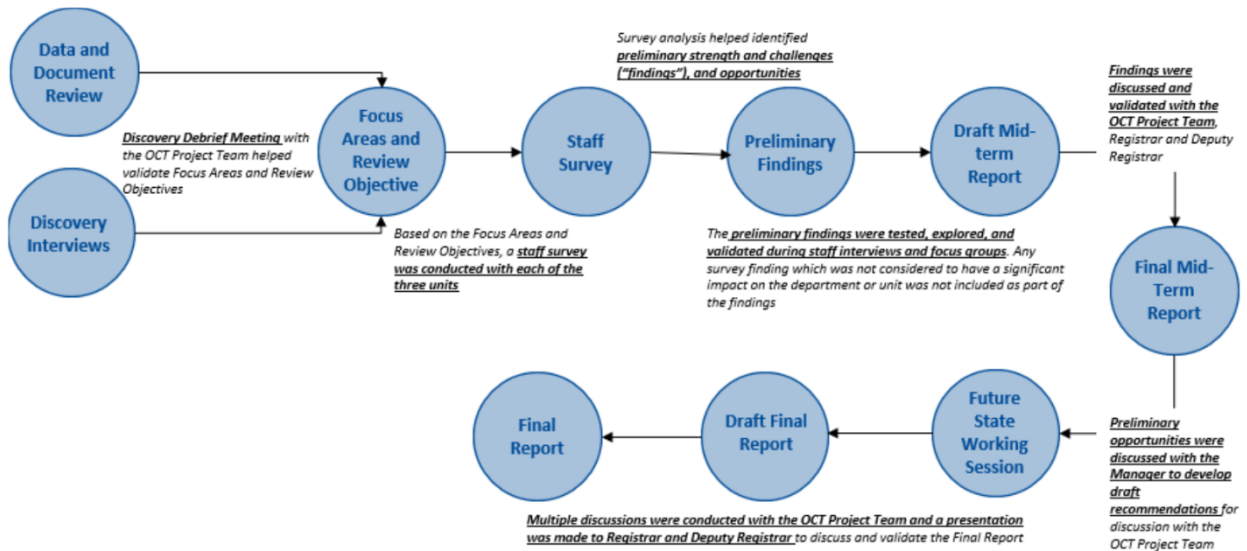 Data and
Document
Review
Discovery Debrief Meeting with
the OCT Project Team helped
validate Focus Areas and Review
Objectives
Discovery
Interviews
Focus
Areas and
Review
Objective
Based on the Focus Areas and
Review Objectives, a staff survey
was conducted with each of the
three units
Staff
Survey
Survey analysis helped identified
preliminary strength and challenges
("findings"), and opportunities
Preliminary
Findings
The preliminary findings were tested, explored, and
validated during staff interviews and focus groups. Any
survey finding which was not considered to have a significant
impact on the department or unit was not included as part of
the findings
Draft Mid-
term
Report
Findings were
discussed and
validated with the
OCT Project Team,
Registrar and Deputy
Registrar
Final Mid-
Term
Report
Preliminary
opportunities were
discussed with the
Manager to develop
draft
recommendations for
discussion with the
OCT Project Team
Future
State
Working
Session
Draft Final
Report
Final
Report
Multiple discussions were conducted with the OCT Project Team and a presentation
was made to Registrar and Deputy Registrar to discuss and validate the Final Report